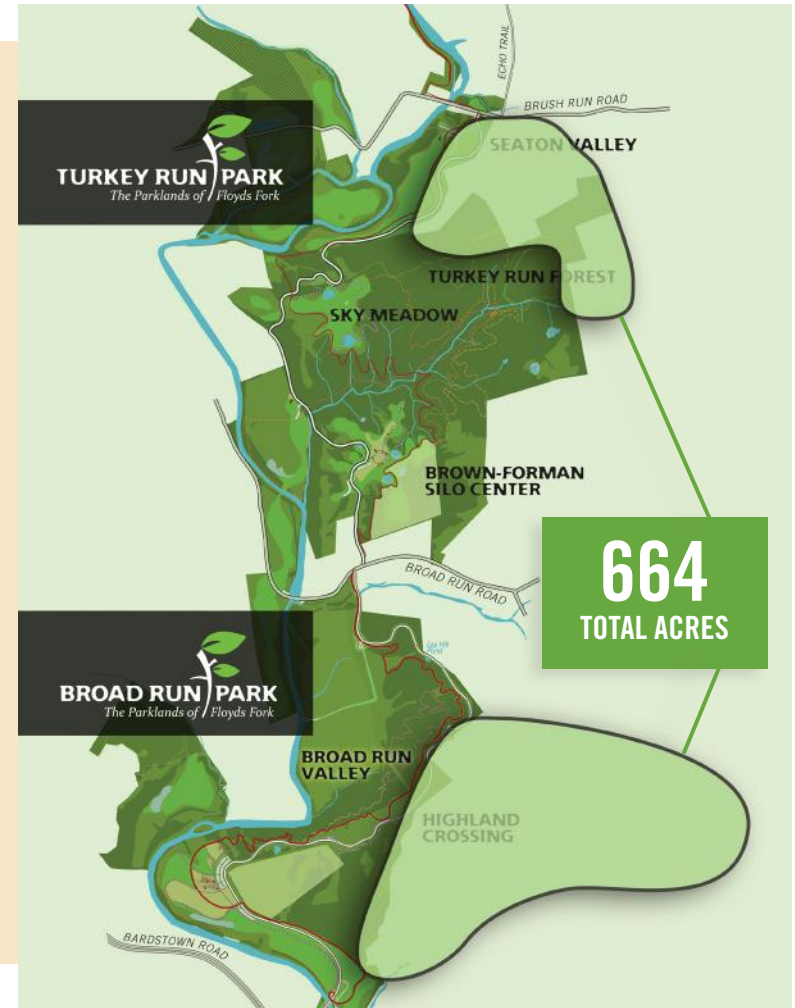 ECHO TRAIL
BRUSH RUN ROAD
SEATON VALLEY
TURKEY RUN PARK
The Parklands of Floyds Fork
TURKEY RUN FOREST
SKY MEADOW
BROWN-FORMAN
SILO CENTER
664
TOTAL ACRES
BROAD RUN ROAD
BROAD RUN PARK
The Parklands of Floyds Fork
BROAD RUN
VALLEY
HIGHLAND
CROSSING
BARDSTOWN ROAD